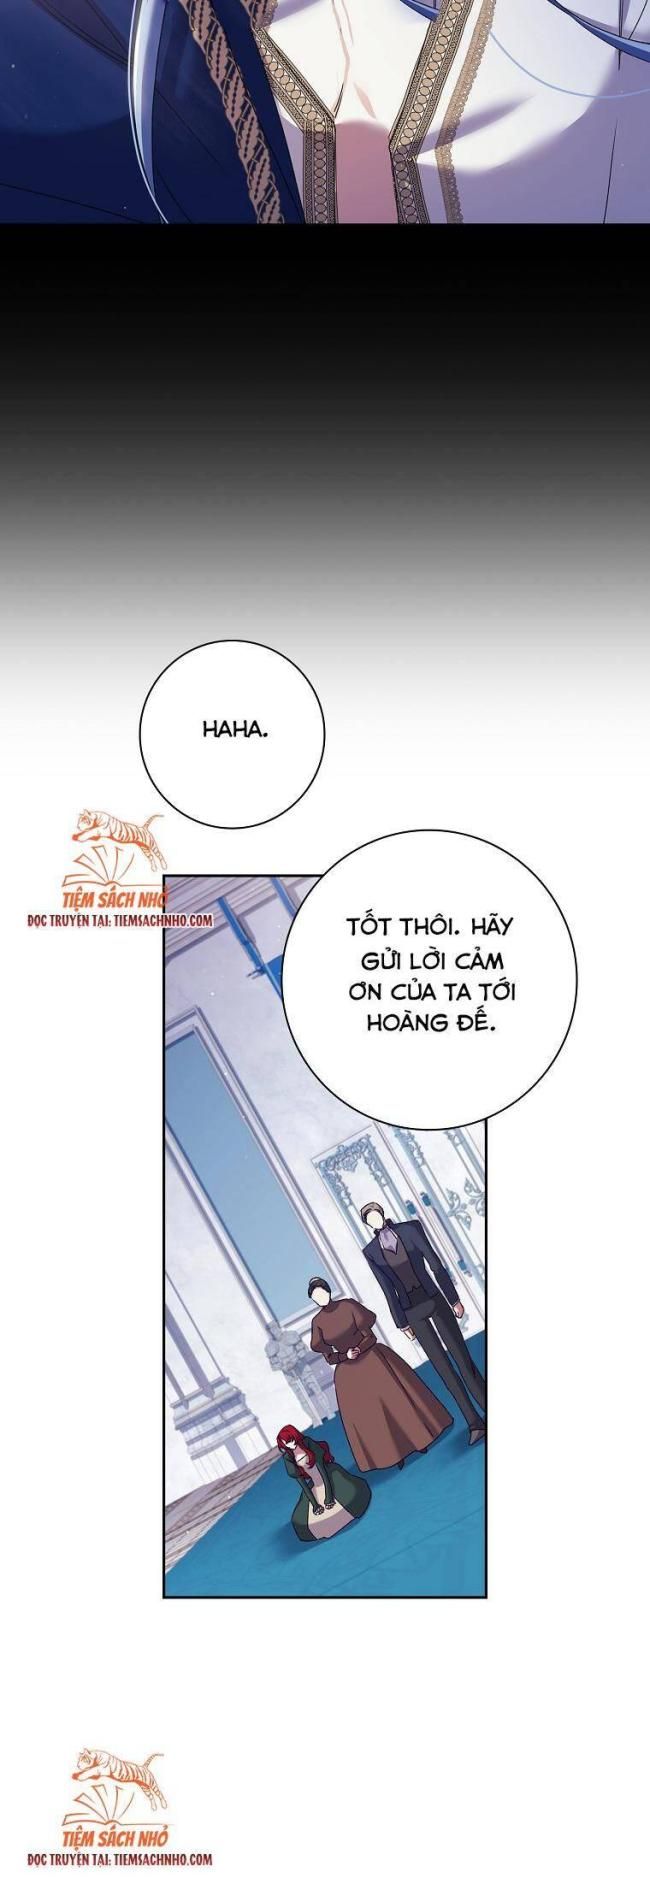 HAHA.
TIỆM SÁCH NHỎ
ĐỌC TRUYỆN TẠI: TIEMSACHNHO.COM
TỐT THÔI. HÃY
GỬI LỜI CẢM
ƠN CỦA TA TỚI
HOÀNG ĐẾ.
TIỆM SÁCH NHỎ
ĐỌC TRUYỆN TẠI: TIEMSACHNHO.COM